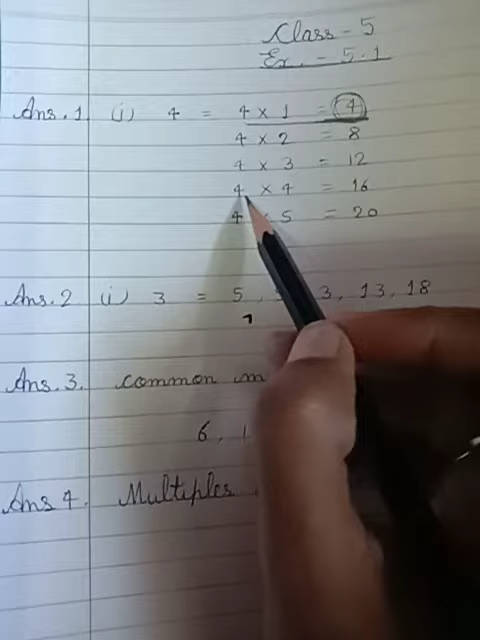 Class - 5
Ex. - 5.1
Ans.1 (i) 4 = 4 × 1 = 4
4 × 2 = 8
4 × 3 = 12
4 × 4 = 16
4 5 = 20
Ans.2 (i) 3 = 5, 3, 13, 18
Ans.3. common
6, 1
Ans 4. Multiples